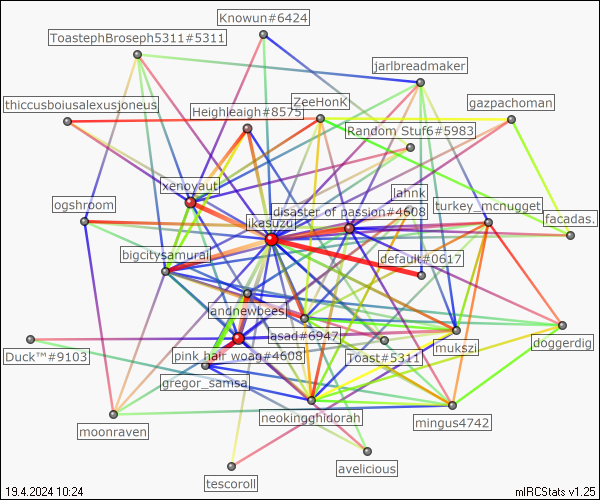 Knowun#6424
ToastephBroseph5311#5311
jarlbreadmaker
thiccusboiusalexusjoneus
Heighleaigh#8575
ZeeHonK
gazpachoman
Random Stuf6#5983
xenoyaut
lahnk
ogshroom
ikasuzu
disaster of passion#4608
turkey_mcnugget
facadas.
bigcitysamurai
default#0617
andnewbees
asad#6947
mukszi
doggerdig
Duck™#9103
pink hair woag#4608
Toast#5311
gregor_samsa
neokingghidorah
mingus4742
moonraven
avelicious
tescoroll
19.4.2024 10:24
mIRCStats v1.25